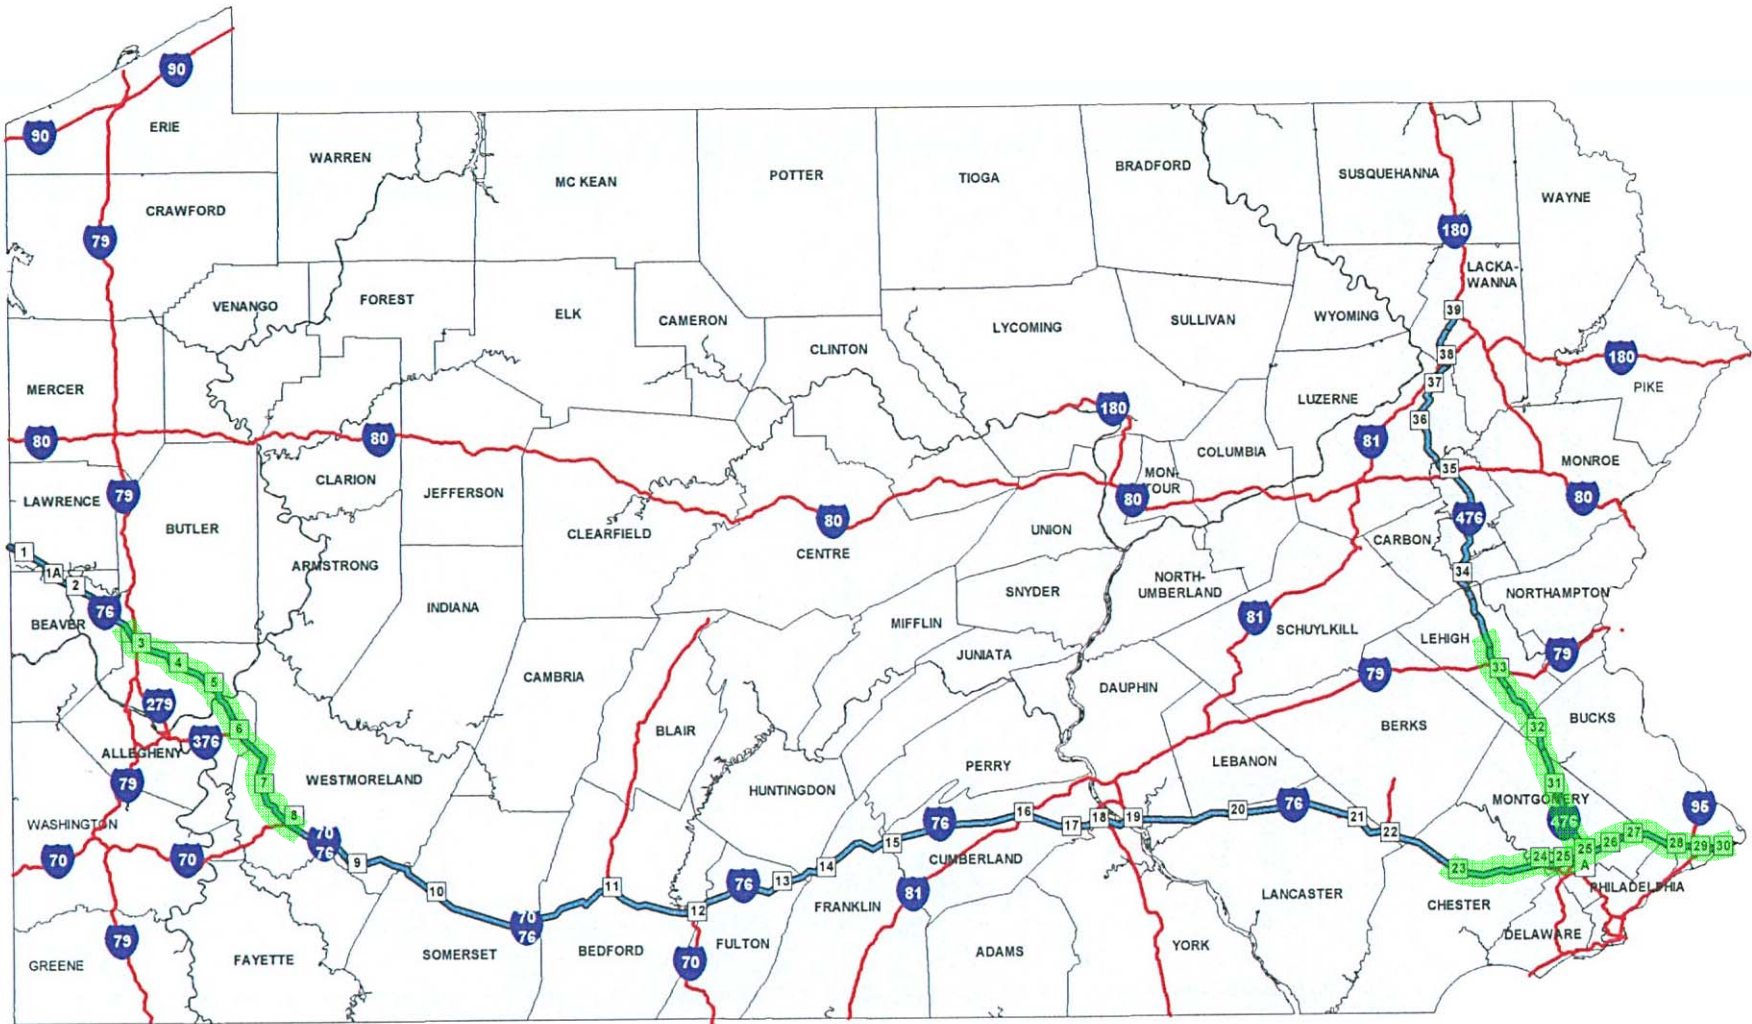 90
90
ERIE
WARREN
MC KEAN
POTTER
TIOGA
BRADFORD
SUSQUEHANNA
WAYNE
CRAWFORD
79
180
LACKA-
WANNA
VENANGO
FOREST
ELK
CAMERON
LYCOMING
SULLIVAN
WYOMING
39
CLINTON
38
180
PIKE
MERCER
37
LUZERNE
180
36
80
80
81
COLUMBIA
MONROE
35
CLARION
JEFFERSON
MON-
TOUR
80
80
LAWRENCE
79
BUTLER
CLEARFIELD
80
CENTRE
UNION
476
CARBON
1
1A
2
ARMSTRONG
34
76
INDIANA
SNYDER
NORTH-
UMBERLAND
NORTHAMPTON
BEAVER
MIFFLIN
81
SCHUYLKILL
LEHIGH
3
4
5
JUNIATA
79
33
CAMBRIA
DAUPHIN
79
279
6
BLAIR
BERKS
32
BUCKS
376
ALLEGHENY
PERRY
LEBANON
79
7
WESTMORELAND
HUNTINGDON
31
MONTGOMERY
476
95
WASHINGTON
8
70
76
76
16
17
18
19
20
76
21
22
70
70
9
10
15
CUMBERLAND
14
13
76
23
24
25
25
A
26
27
28
29
30
11
12
FRANKLIN
81
LANCASTER
CHESTER
PHILADELPHIA
70
76
79
GREENE
FAYETTE
SOMERSET
BEDFORD
70
FULTON
ADAMS
YORK
DELAWARE